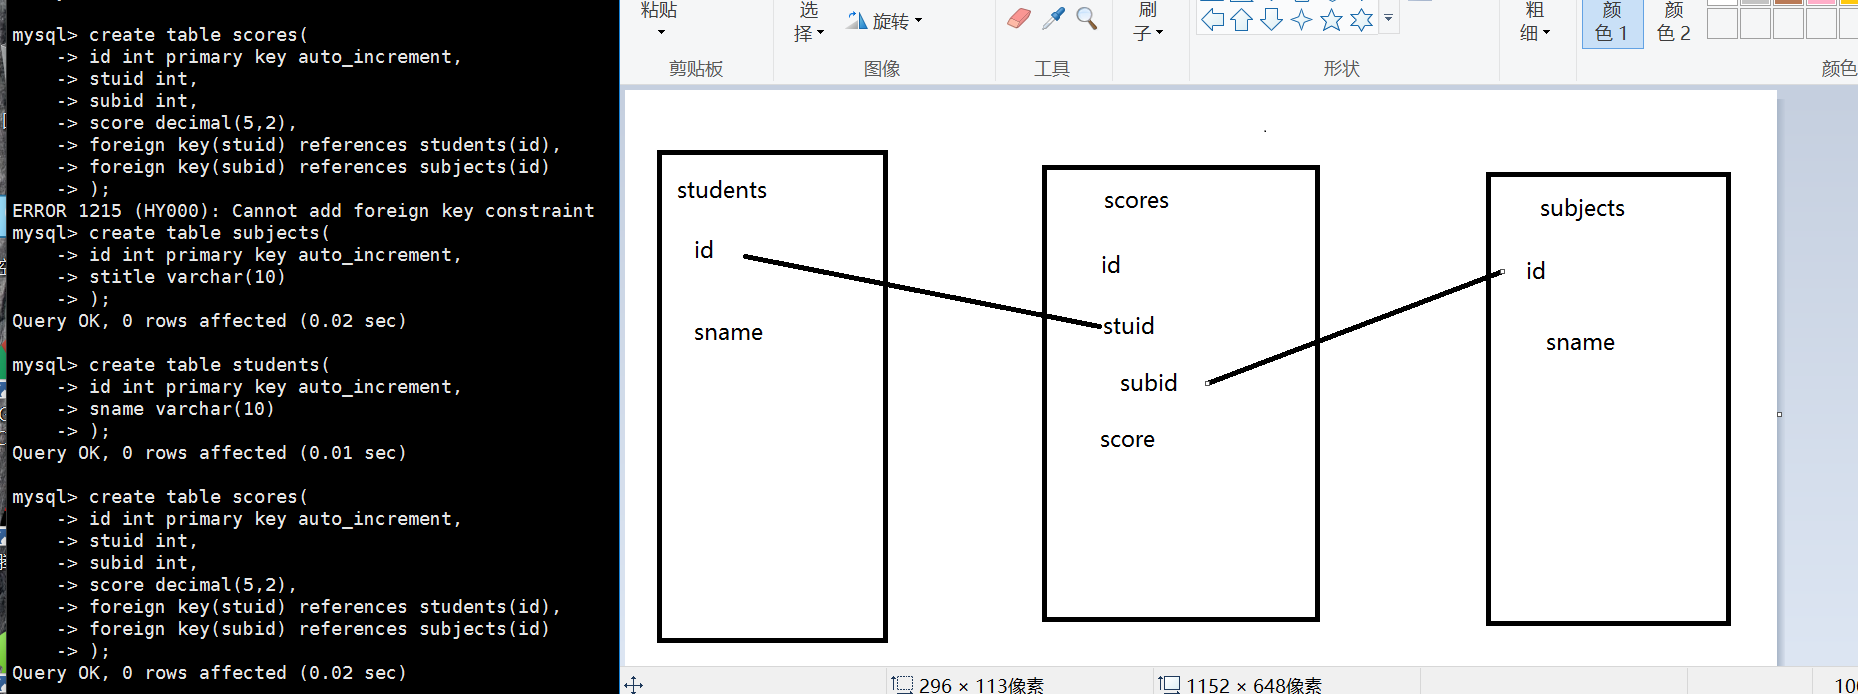 mysql> create table scores(
    -> id int primary key auto_increment,
    -> stuid int,
    -> subid int,
    -> score decimal(5,2),
    -> foreign key(stuid) references students(id),
    -> foreign key(subid) references subjects(id)
    -> );
ERROR 1215 (HY000): Cannot add foreign key constraint
mysql> create table subjects(
    -> id int primary key auto_increment,
    -> stitle varchar(10)
    -> );
Query OK, 0 rows affected (0.02 sec)
mysql> create table students(
    -> id int primary key auto_increment,
    -> sname varchar(10)
    -> );
Query OK, 0 rows affected (0.01 sec)
mysql> create table scores(
    -> id int primary key auto_increment,
    -> stuid int,
    -> subid int,
    -> score decimal(5,2),
    -> foreign key(stuid) references students(id),
    -> foreign key(subid) references subjects(id)
    -> );
Query OK, 0 rows affected (0.02 sec)
粘贴
选
择
旋转
刷
子
粗
细
颜
色 1
颜
色 2
剪贴板
图像
工具
形状
颜色
students
id
sname
scores
id
stuid
subid
score
subjects
id
sname
296 × 113像素
1152 × 648像素